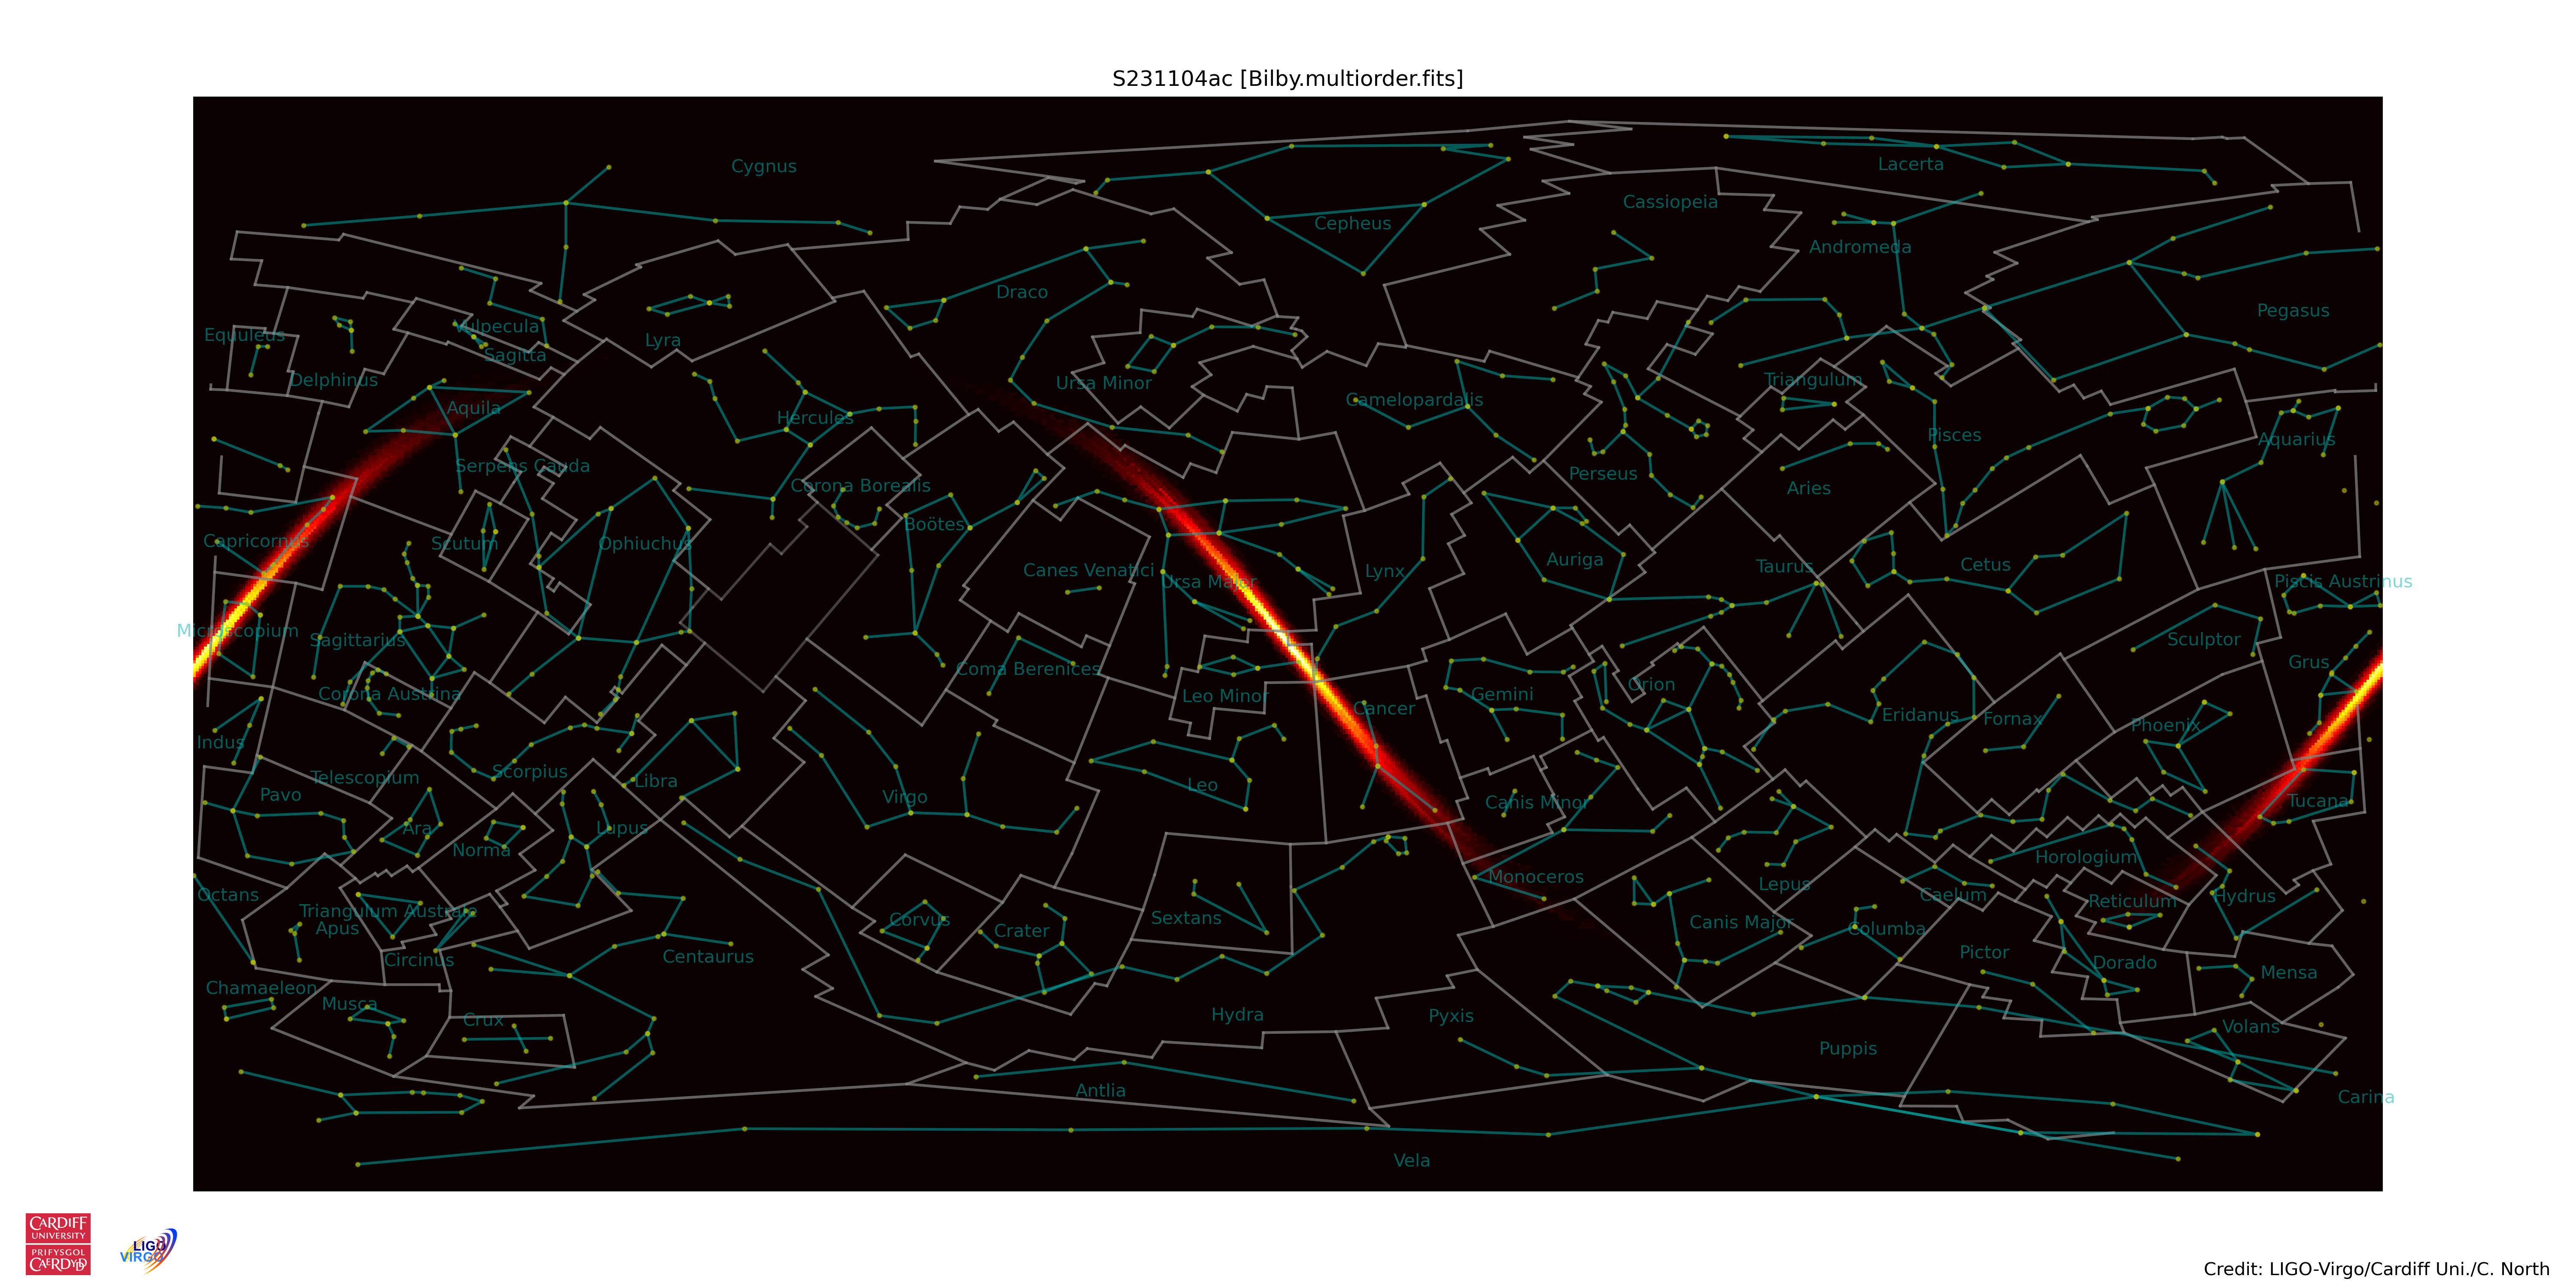 S231104ac [Bilby.multiorder.fits]
Cygnus
Lacerta
Cassiopeia
Cepheus
Andromeda
Draco
Pegasus
Vulpecula
Equuleus
Lyra
Sagitta
Delphinus
Ursa Minor
Triangulum
Camelopardalis
Aquila
Hercules
Pisces
Aquarius
Serpens Cauda
Perseus
Corona Borealis
Aries
Boötes
Capricornus
Scutum
Ophiuchus
Auriga
Cetus
Taurus
Canes Venatici
Lynx
Ursa Major
Piscis Austrinus
Microscopium
Sagittarius
Sculptor
Grus
Coma Berenices
Orion
Corona Austrina
Leo Minor
Gemini
Cancer
Eridanus
Fornax
Phoenix
Indus
Scorpius
Telescopium
Libra
Leo
Pavo
Virgo
Canis Minor
Tucana
Ara
Lupus
Norma
Horologium
Monoceros
Lepus
Octans
Caelum
Hydrus
Reticulum
Triangulum Australe
Corvus
Sextans
Canis Major
Apus
Crater
Columba
Circinus
Centaurus
Pictor
Dorado
Mensa
Chamaeleon
Musca
Hydra
Pyxis
Crux
Volans
Puppis
Antlia
Carina
Vela
CARDIFF
UNIVERSITY
PRIFYSGOL
CAERDYDD
LIGO
VIRGO
Credit: LIGO-Virgo/Cardiff Uni./C. North